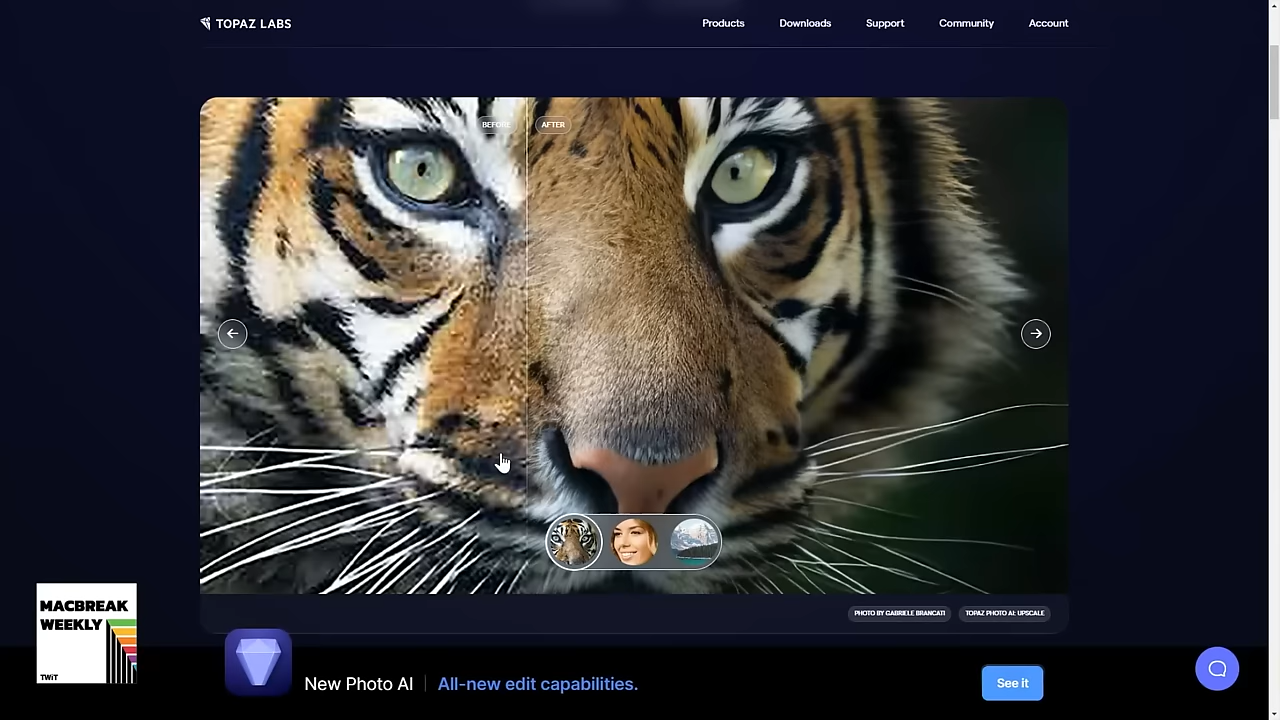 TOPAZ LABS
Products
Downloads
Support
Community
Account
BEFORE
AFTER
PHOTO BY GABRIELE BRANCATI
TOPAZ PHOTO AI: UPSCALE
MACBREAK
WEEKLY
TWiT
New Photo AI
All-new edit capabilities.
See it